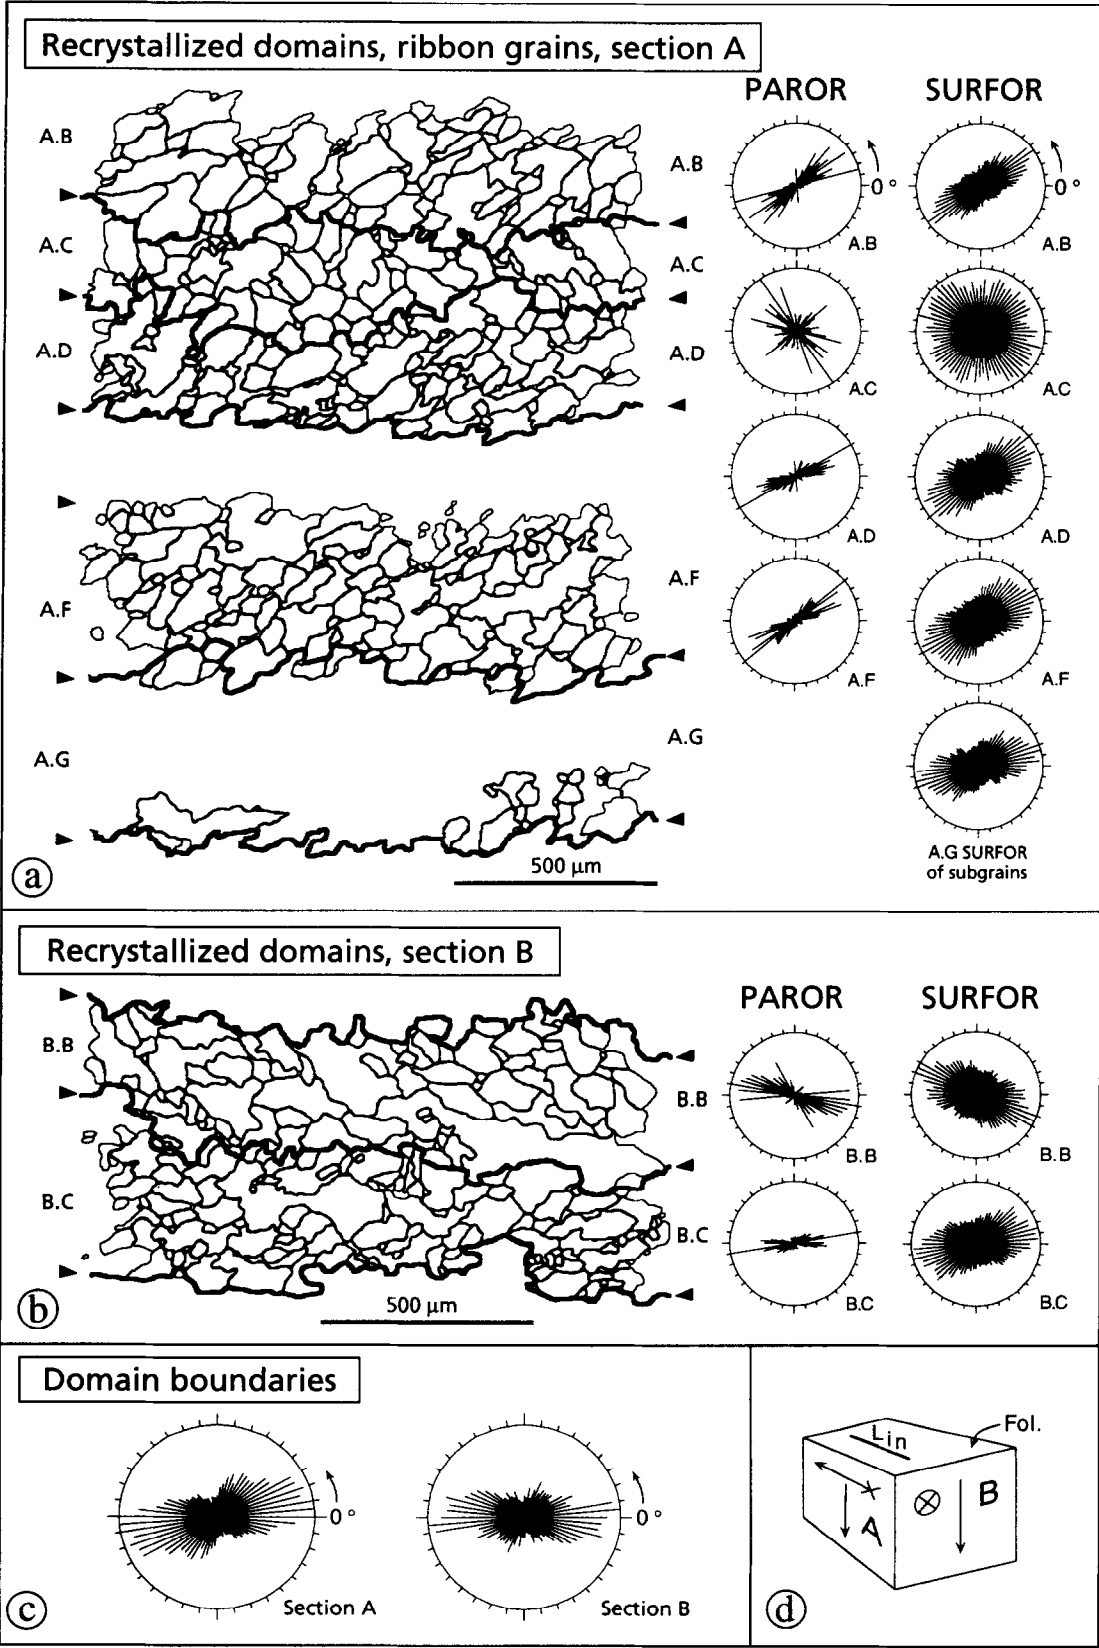 Recrystallized domains, ribbon grains, section A
PAROR SURFOR
A.B A.B
0° 0°
A.B A.B
A.C A.C
A.C A.C
A.D A.D
A.D A.D
A.F A.F
A.F A.F
A.G A.G
A.G SURFOR
of subgrains
500 µm
a
Recrystallized domains, section B
PAROR SURFOR
B.B B.B
B.B B.B
B.C B.C
B.C B.C
500 µm
b
Domain boundaries
0° 0°
Section A Section B
c
Lin
Fol.
A
B
d